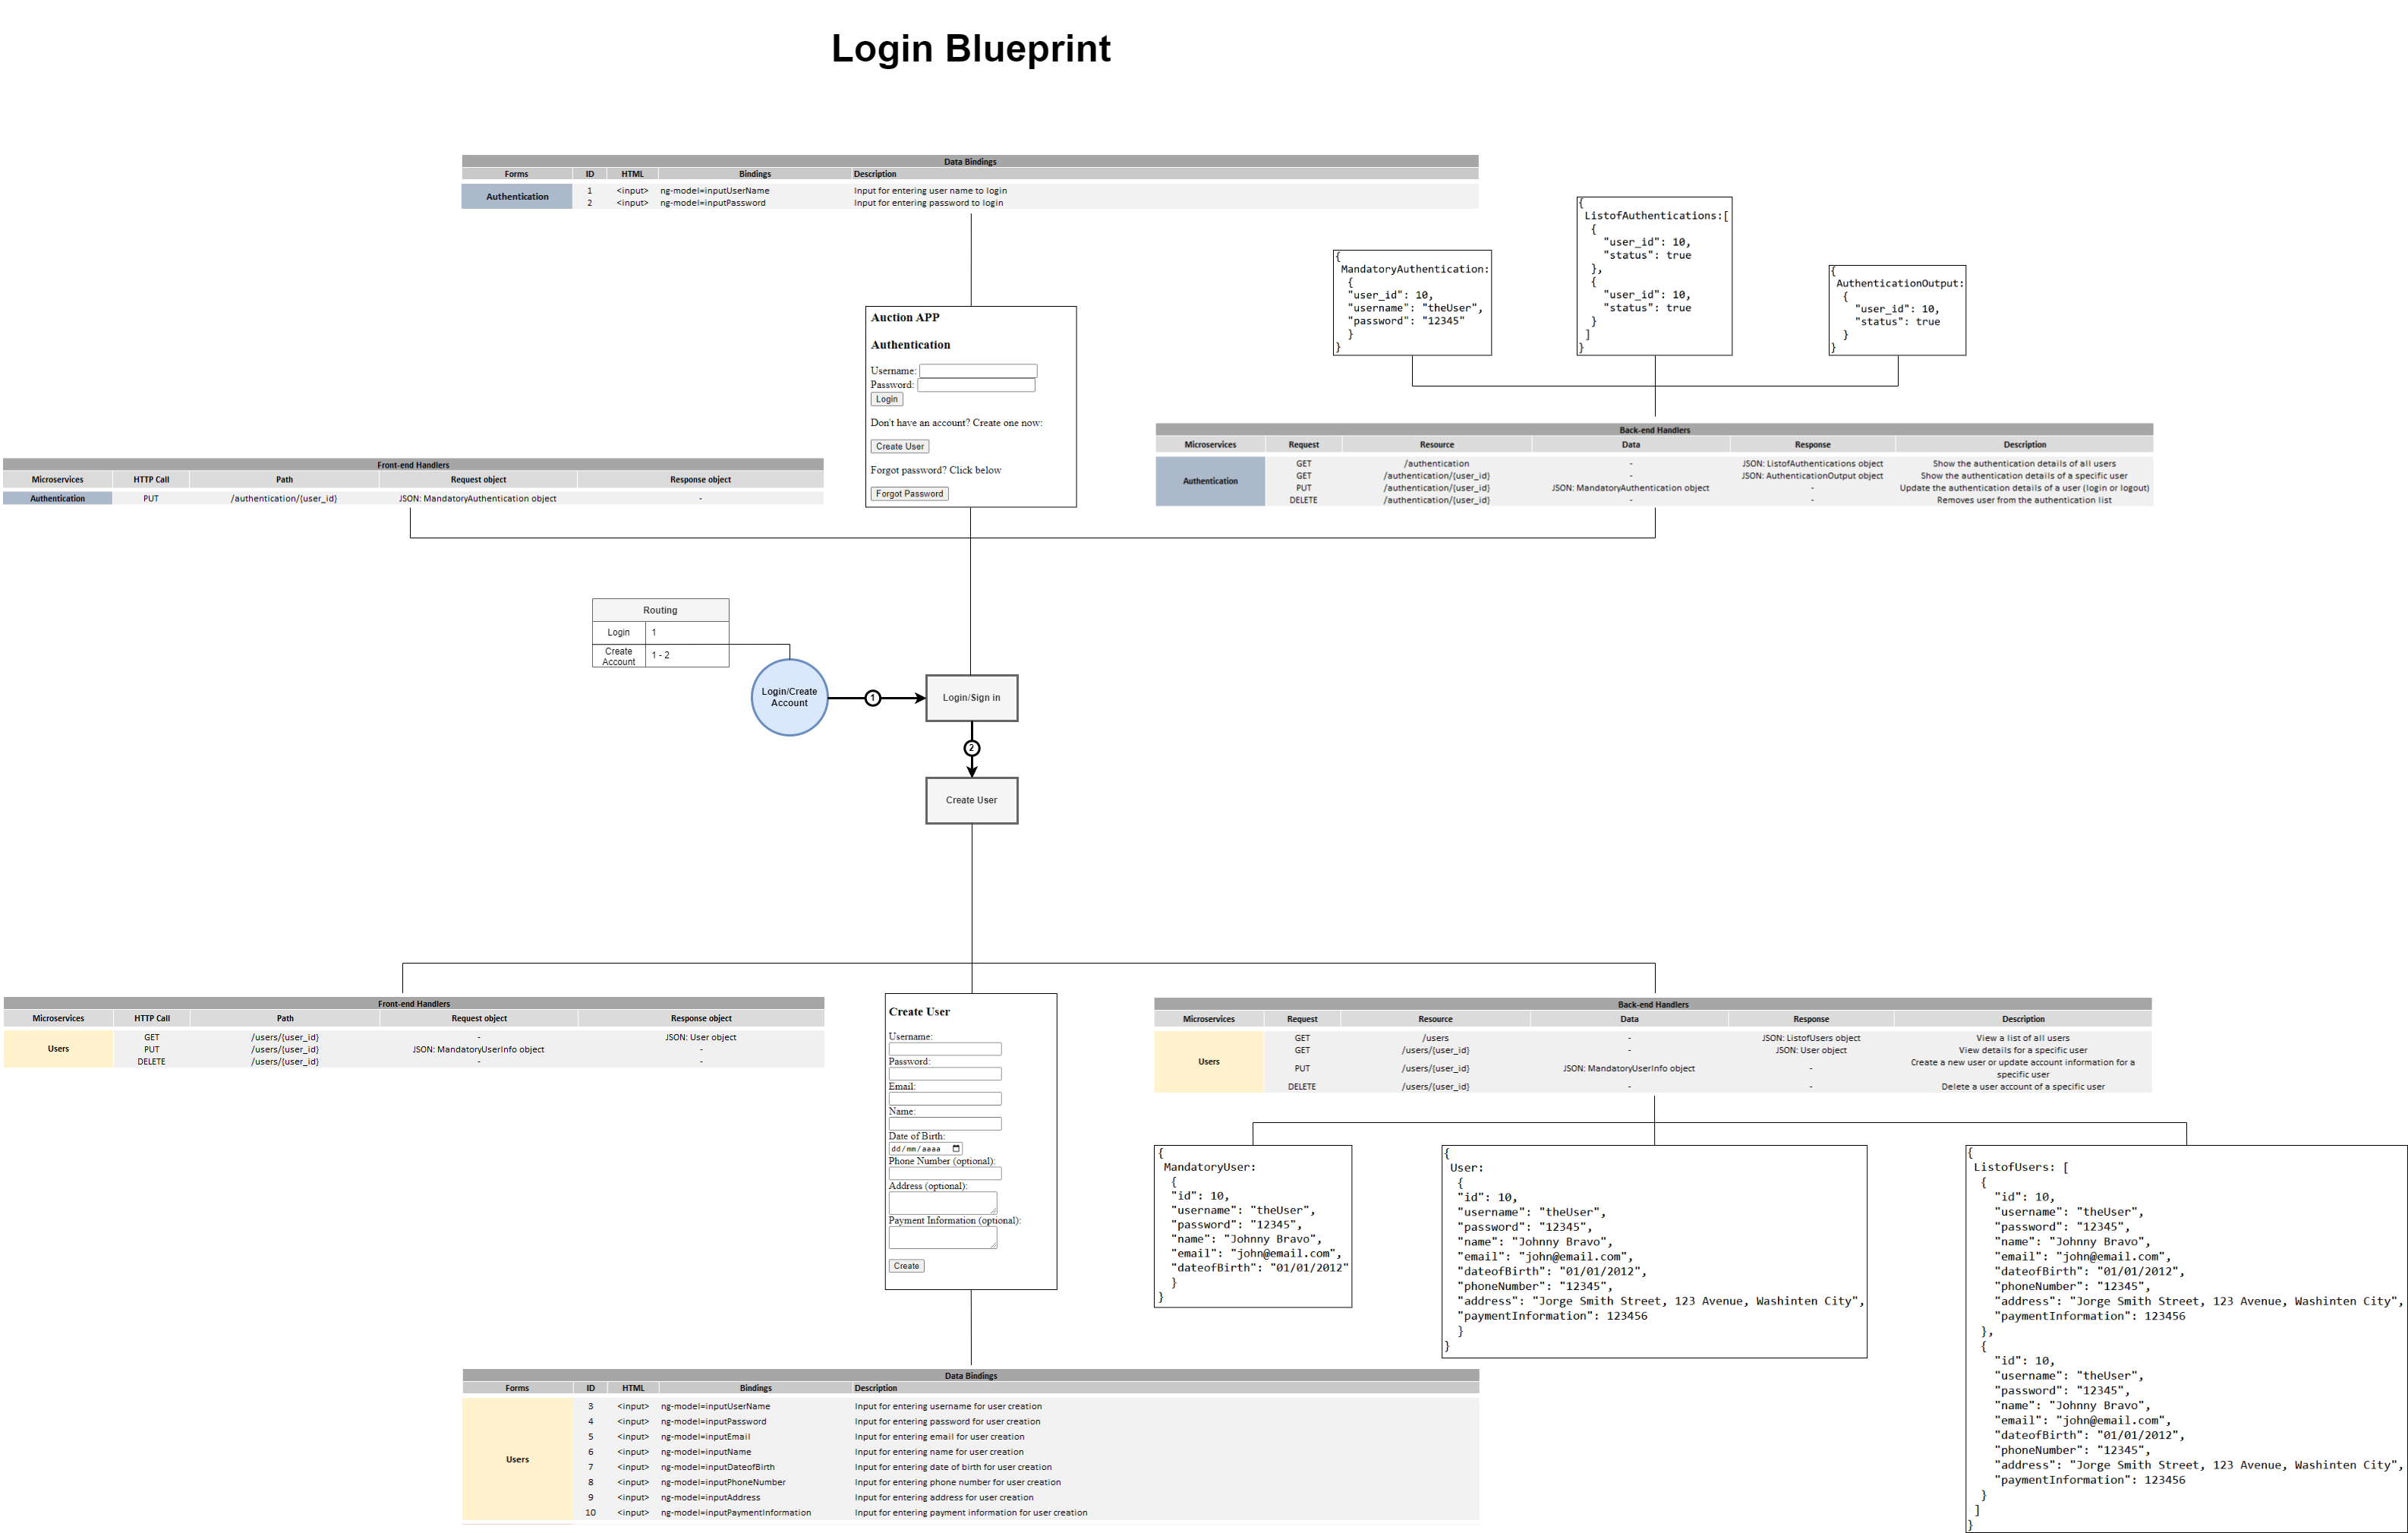 Login Blueprint
Data Bindings
Forms ID HTML Bindings Description
Authentication
1 <input> ng-model=inputUserName Input for entering user name to login
2 <input> ng-model=inputPassword Input for entering password to login
{
MandatoryAuthentication:
{
"user_id": 10,
"username": "theUser",
"password": "12345"
}
}
{
ListofAuthentications:[
{
"user_id": 10,
"status": true
},
{
"user_id": 10,
"status": true
}
]
}
{
AuthenticationOutput:
{
"user_id": 10,
"status": true
}
}
Auction APP
Authentication
Username:
Password:
Login
Don't have an account? Create one now:
Create User
Forgot password? Click below
Forgot Password
Front-end Handlers
Microservices HTTP Call Path Request object Response object
Authentication PUT /authentication/{user_id} JSON: MandatoryAuthentication object -
Back-end Handlers
Microservices Request Resource Data Response Description
Authentication
GET /authentication - JSON: ListofAuthentications object Show the authentication details of all users
GET /authentication/{user_id} - JSON: AuthenticationOutput object Show the authentication details of a specific user
PUT /authentication/{user_id} JSON: MandatoryAuthentication object - Update the authentication details of a user (login or logout)
DELETE /authentication/{user_id} - - Removes user from the authentication list
Routing
Login 1
Create Account 1 - 2
Login/Create
Account
1
Login/Sign in
2
Create User
Front-end Handlers
Microservices HTTP Call Path Request object Response object
Users
GET /users/{user_id} - JSON: User object
PUT /users/{user_id} JSON: MandatoryUserInfo object -
DELETE /users/{user_id} - -
Create User
Username:
Password:
Email:
Name:
Date of Birth:
dd/mm/aaaa
Phone Number (optional):
Address (optional):
Payment Information (optional):
Create
Back-end Handlers
Microservices Request Resource Data Response Description
Users
GET /users - JSON: ListofUsers object View a list of all users
GET /users/{user_id} - JSON: User object View details for a specific user
PUT /users/{user_id} JSON: MandatoryUserInfo object - Create a new user or update account information for a
specific user
DELETE /users/{user_id} - - Delete a user account of a specific user
{
MandatoryUser:
{
"id": 10,
"username": "theUser",
"password": "12345",
"name": "Johnny Bravo",
"email": "john@email.com",
"dateofBirth": "01/01/2012"
}
}
{
User:
{
"id": 10,
"username": "theUser",
"password": "12345",
"name": "Johnny Bravo",
"email": "john@email.com",
"dateofBirth": "01/01/2012",
"phoneNumber": "12345",
"address": "Jorge Smith Street, 123 Avenue, Washinten City",
"paymentInformation": 123456
}
}
{
ListofUsers: [
{
"id": 10,
"username": "theUser",
"password": "12345",
"name": "Johnny Bravo",
"email": "john@email.com",
"dateofBirth": "01/01/2012",
"phoneNumber": "12345",
"address": "Jorge Smith Street, 123 Avenue, Washinten City",
"paymentInformation": 123456
},
{
"id": 10,
"username": "theUser",
"password": "12345",
"name": "Johnny Bravo",
"email": "john@email.com",
"dateofBirth": "01/01/2012",
"phoneNumber": "12345",
"address": "Jorge Smith Street, 123 Avenue, Washinten City",
"paymentInformation": 123456
}
]
}
Data Bindings
Forms ID HTML Bindings Description
Users
3 <input> ng-model=inputUserName Input for entering username for user creation
4 <input> ng-model=inputPassword Input for entering password for user creation
5 <input> ng-model=inputEmail Input for entering email for user creation
6 <input> ng-model=inputName Input for entering name for user creation
7 <input> ng-model=inputDateofBirth Input for entering date of birth for user creation
8 <input> ng-model=inputPhoneNumber Input for entering phone number for user creation
9 <input> ng-model=inputAddress Input for entering address for user creation
10 <input> ng-model=inputPaymentInformation Input for entering payment information for user creation